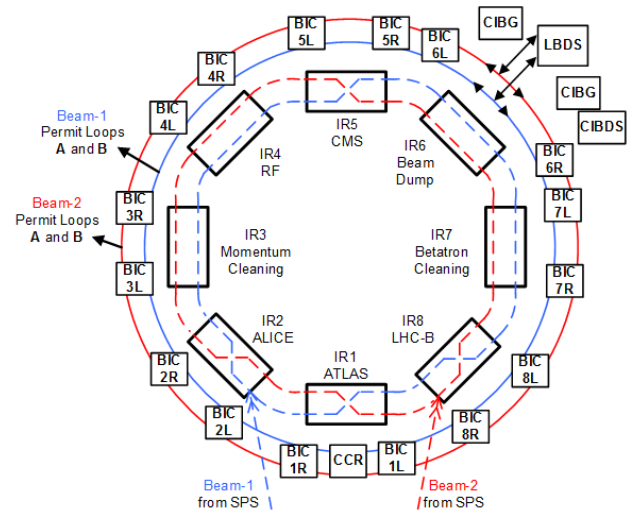 BIC
5L
BIC
5R
BIC
6L
CIBG
LBDS
CIBG
CIBDS
BIC
4R
BIC
4L
Beam-1
Permit Loops
A and B
IR5
CMS
IR4
RF
IR6
Beam
Dump
BIC
6R
BIC
7L
BIC
3R
Beam-2
Permit Loops
A and B
IR3
Momentum
Cleaning
IR7
Betatron
Cleaning
BIC
3L
BIC
7R
IR2
ALICE
IR1
ATLAS
IR8
LHC-B
BIC
2R
BIC
8L
BIC
2L
BIC
8R
BIC
1R
CCR
BIC
1L
Beam-1
from SPS
Beam-2
from SPS